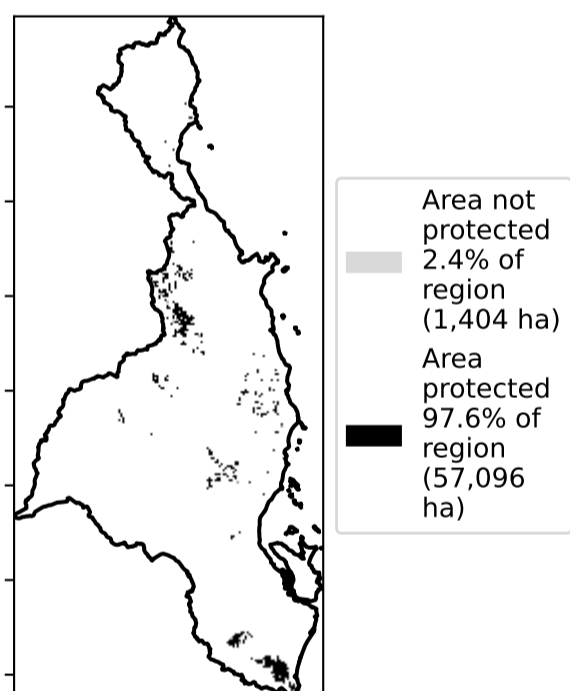 Area not
protected
2.4% of
region
(1,404 ha)
Area
protected
97.6% of
region
(57,096
ha)